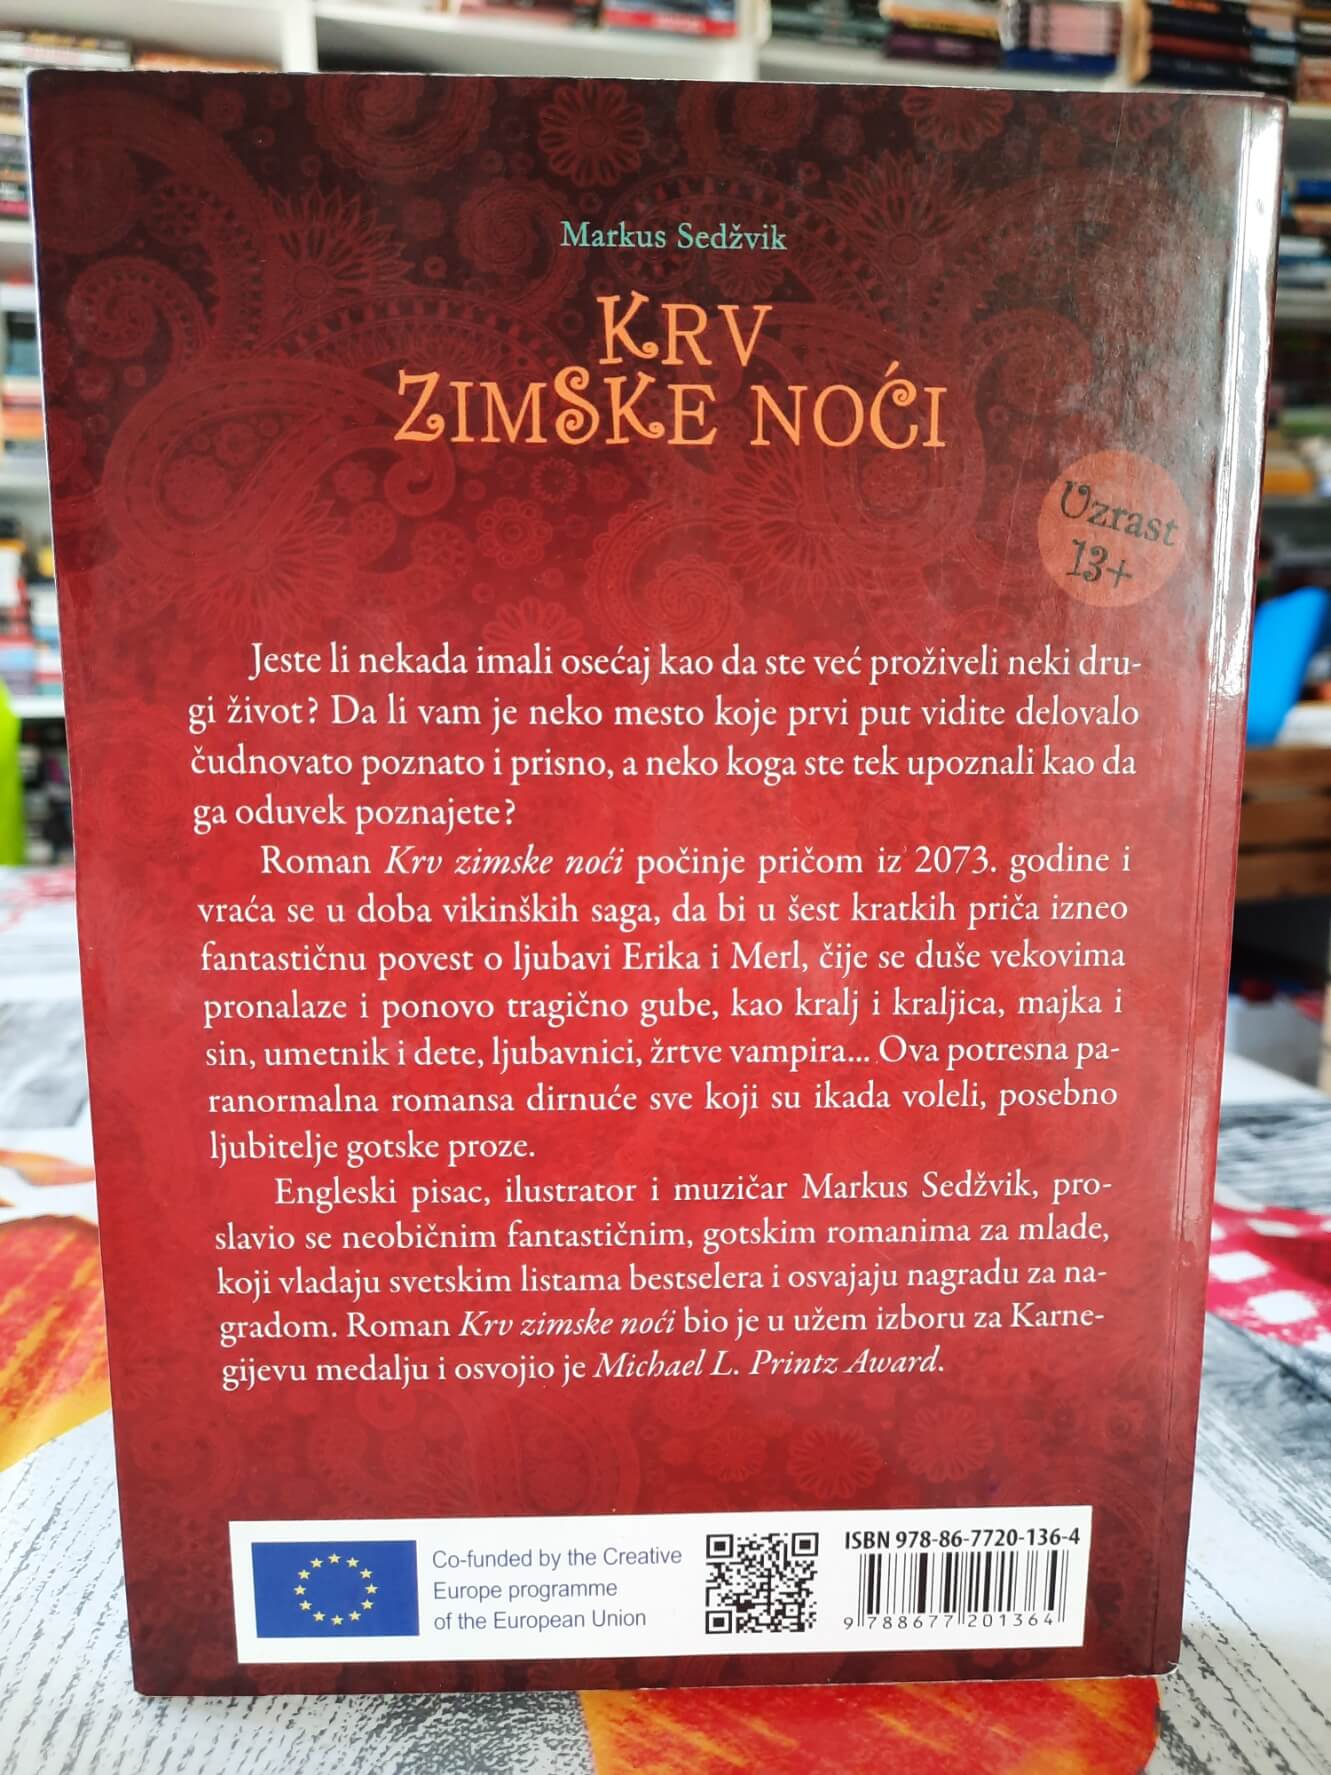 Markus Sedžvik
KRV
ZIMSKE NOĆI
Uzrast
13+
Jeste li nekada imali osećaj kao da ste već proživeli neki dru-
gi život? Da li vam je neko mesto koje prvi put vidite delovalo
čudnovato poznato i prisno, a neko koga ste tek upoznali kao da
ga oduvek poznajete?
Roman Krv zimske noći počinje pričom iz 2073. godine i
vraća se u doba vikinških saga, da bi u šest kratkih priča izneo
fantastičnu povest o ljubavi Erika i Merl, čije se duše vekovima
pronalaze i ponovo tragično gube, kao kralj i kraljica, majka i
sin, umetnik i dete, ljubavnici, žrtve vampira... Ova potresna pa-
ranormalna romansa dirnuće sve koji su ikada voleli, posebno
ljubitelje gotske proze.
Engleski pisac, ilustrator i muzičar Markus Sedžvik, pro-
slavio se neobičnim fantastičnim, gotskim romanima za mlade,
koji vladaju svetskim listama bestselera i osvajaju nagradu za na-
gradom. Roman Krv zimske noći bio je u užem izboru za Karne-
gijevu medalju i osvojio je Michael L. Printz Award.
Co-funded by the Creative
Europe programme
of the European Union
ISBN 978-86-7720-136-4
9 788677 201364